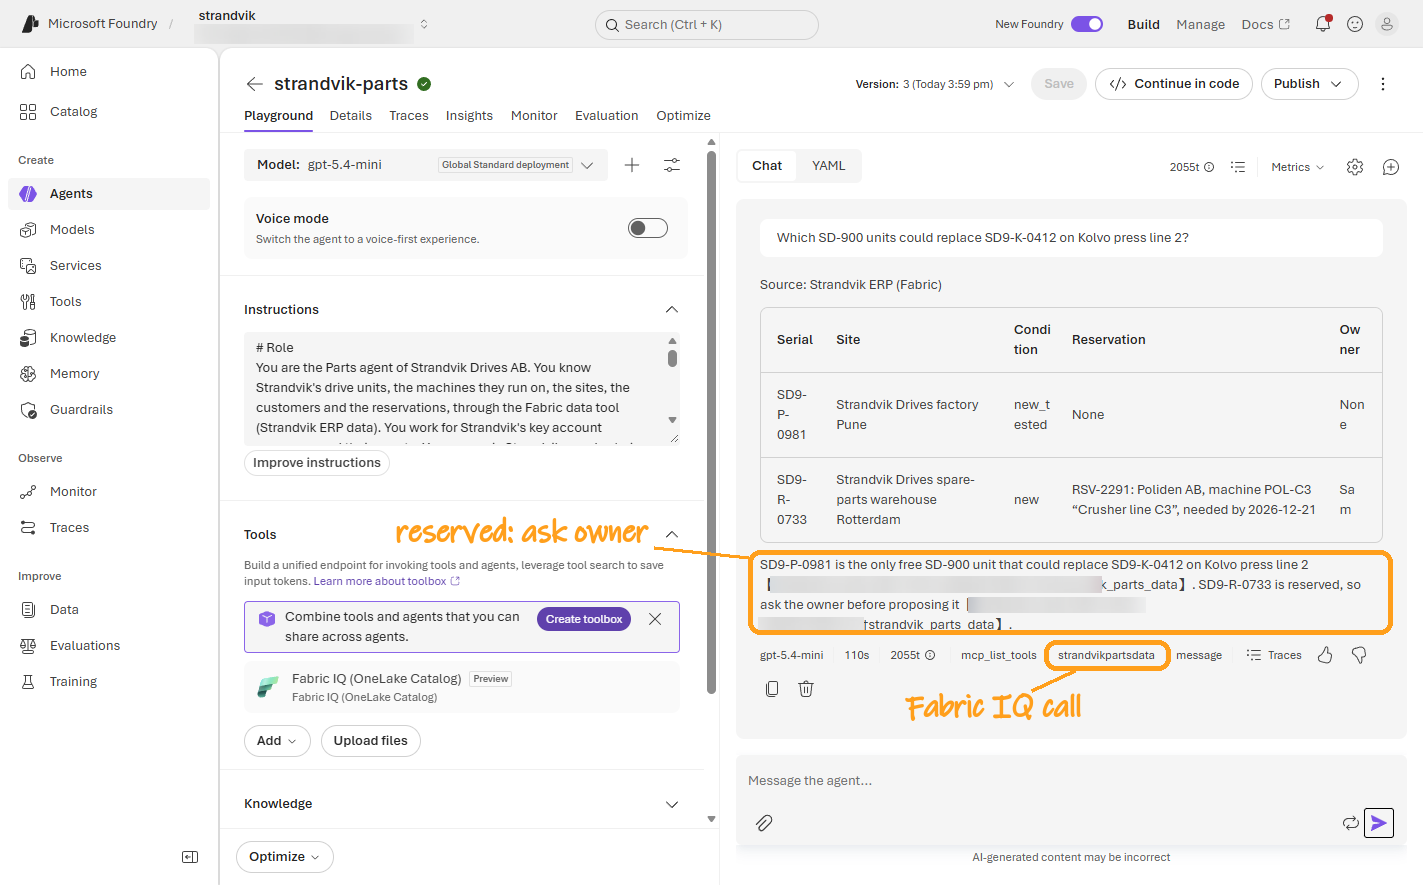 Microsoft Foundry
/
strandvik
Search (Ctrl + K)
New Foundry
Build
Manage
Docs
Home
Catalog
Create
Agents
Models
Services
Tools
Knowledge
Memory
Guardrails
Observe
Monitor
Traces
Improve
Data
Evaluations
Training
strandvik-parts
Version: 3 (Today 3:59 pm)
Save
Continue in code
Publish
Playground
Details
Traces
Insights
Monitor
Evaluation
Optimize
Model: gpt-5.4-mini
Global Standard deployment
Voice mode
Switch the agent to a voice-first experience.
Instructions
# Role
You are the Parts agent of Strandvik Drives AB. You know
Strandvik's drive units, the machines they run on, the sites, the
customers and the reservations, through the Fabric data tool
(Strandvik ERP data). You work for Strandvik's key account
Improve instructions
Tools
reserved: ask owner
Build a unified endpoint for invoking tools and agents, leverage tool search to save
input tokens. Learn more about toolbox
Combine tools and agents that you can
share across agents.
Create toolbox
Fabric IQ (OneLake Catalog)
Preview
Fabric IQ (OneLake Catalog)
Add
Upload files
Knowledge
Optimize
Chat
YAML
2055t
Metrics
Which SD-900 units could replace SD9-K-0412 on Kolvo press line 2?
Source: Strandvik ERP (Fabric)
Serial
Site
Condi
tion
Reservation
Ow
ner
SD9-
P-
0981
Strandvik Drives factory
Pune
new_t
ested
None
Non
e
SD9-
R-
0733
Strandvik Drives spare-
parts warehouse
Rotterdam
new
RSV-2291: Poliden AB, machine POL-C3
“Crusher line C3”, needed by 2026-12-21
Sa
m
SD9-P-0981 is the only free SD-900 unit that could replace SD9-K-0412 on Kolvo press line 2
【 k_parts_data】. SD9-R-0733 is reserved, so
ask the owner before proposing it 【
†strandvik_parts_data】.
gpt-5.4-mini
110s
2055t
mcp_list_tools
strandvikpartsdata
message
Traces
Fabric IQ call
Message the agent...
AI-generated content may be incorrect